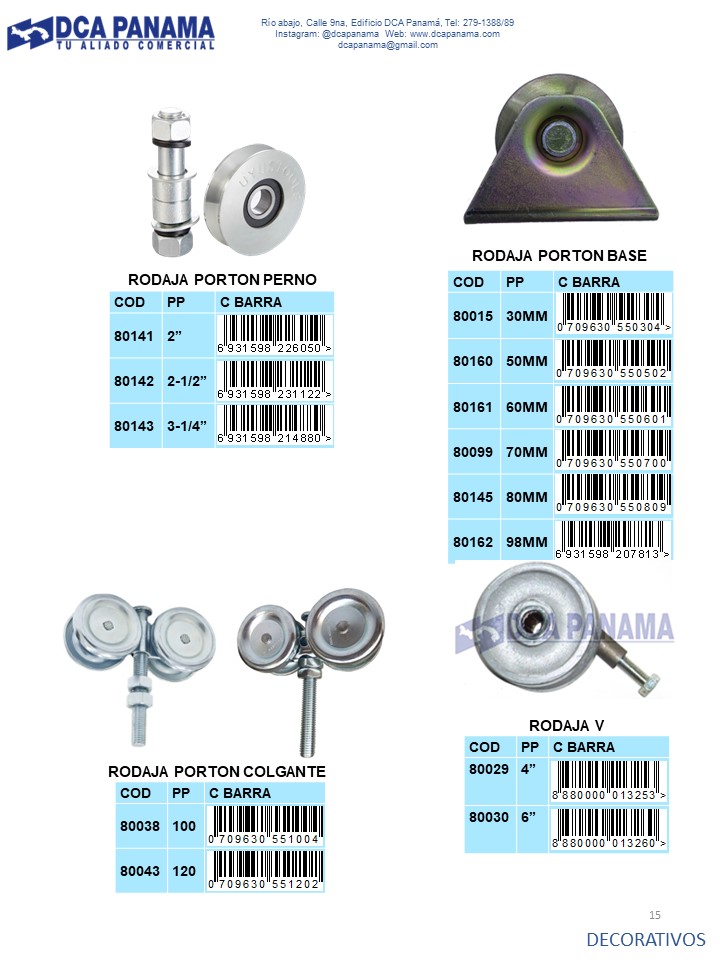 DCA PANAMA
TU ALIADO COMERCIAL
Río abajo, Calle 9na, Edificio DCA Panamá, Tel: 279-1388/89
Instagram: @dcapanama Web: www.dcapanama.com
dcapanama@gmail.com
RODAJA PORTON PERNO
COD PP C BARRA
80141 2” 6 931598 226050 >
80142 2-1/2” 6 931598 231122 >
80143 3-1/4” 6 931598 214880 >
RODAJA PORTON BASE
COD PP C BARRA
80015 30MM 0 709630 550304 >
80160 50MM 0 709630 550502
80161 60MM 0 709630 550601
80099 70MM 0 709630 550700
80145 80MM 0 709630 550809
80162 98MM 6 931598 207813 >
RODAJA PORTON COLGANTE
COD PP C BARRA
80038 100 0 709630 551004 >
80043 120 0 709630 551202 >
DCA PANAMA
TU ALIADO COMERCIAL
RODAJA V
COD PP C BARRA
80029 4” 8 880000 013253 >
80030 6” 8 880000 013260 >
15
DECORATIVOS